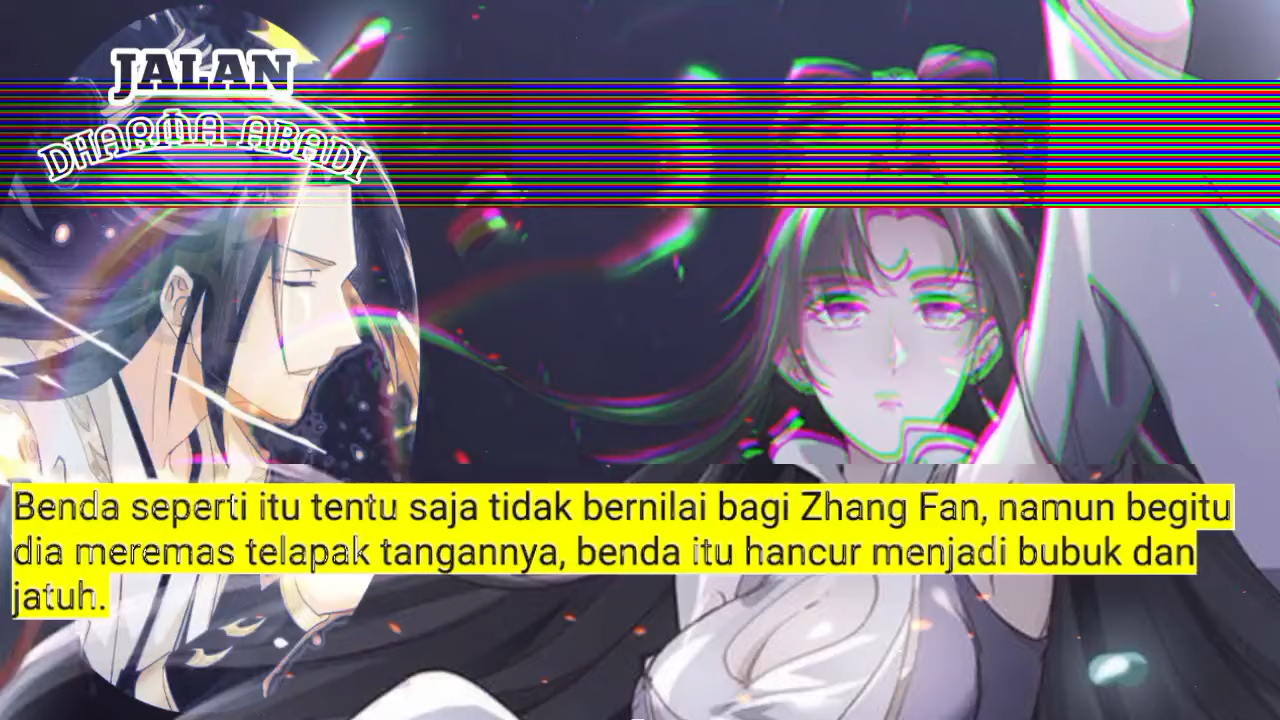 JALAN
DHARMA ABADI
Benda seperti itu tentu saja tidak bernilai bagi Zhang Fan, namun begitu
dia meremas telapak tangannya, benda itu hancur menjadi bubuk dan
jatuh.